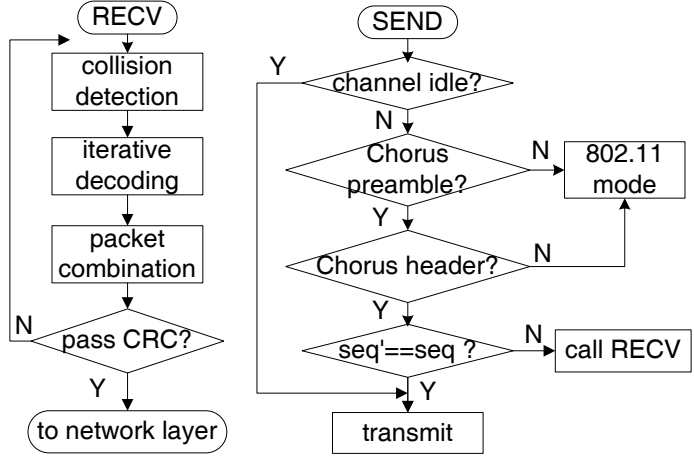 RECV
collision
detection
iterative
decoding
packet
combination
N
pass CRC?
Y
to network layer
SEND
Y
channel idle?
N
Chorus
preamble?
N
802.11
mode
Y
Chorus header?
N
Y
seq'==seq ?
N
call RECV
Y
transmit